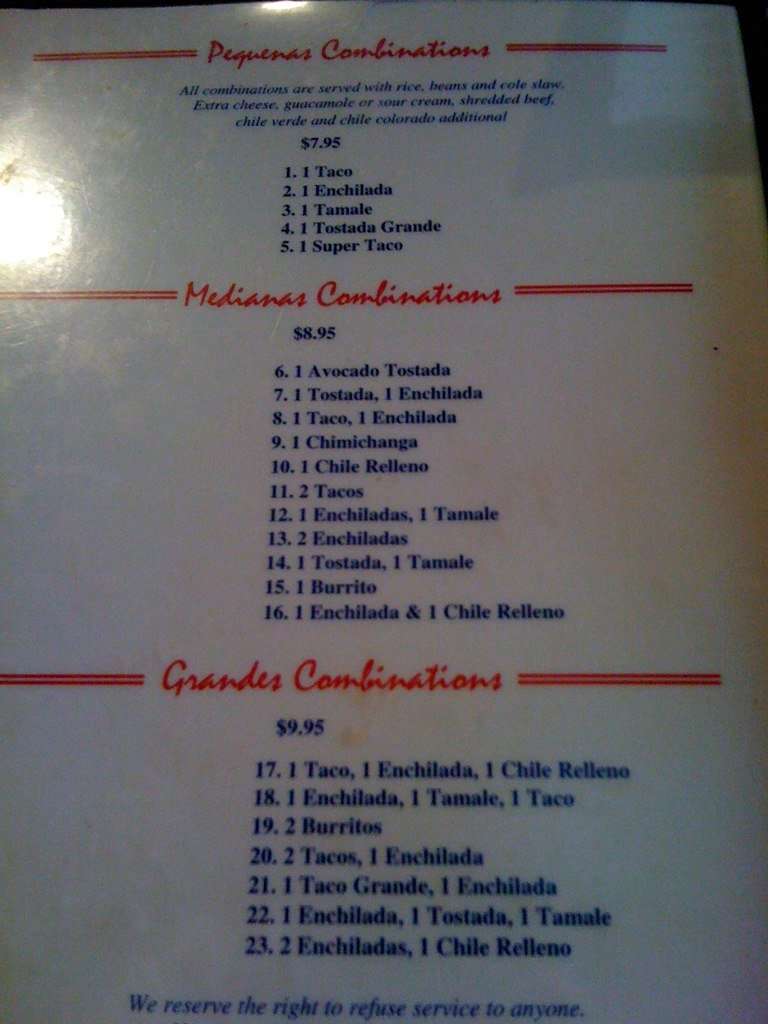 Pequenas Combinations
All combinations are served with rice, beans and cole slaw.
Extra cheese, guacamole or sour cream, shredded beef,
chile verde and chile colorado additional
$7.95
1. 1 Taco
2. 1 Enchilada
3. 1 Tamale
4. 1 Tostada Grande
5. 1 Super Taco
Medianas Combinations
$8.95
6. 1 Avocado Tostada
7. 1 Tostada, 1 Enchilada
8. 1 Taco, 1 Enchilada
9. 1 Chimichanga
10. 1 Chile Relleno
11. 2 Tacos
12. 1 Enchiladas, 1 Tamale
13. 2 Enchiladas
14. 1 Tostada, 1 Tamale
15. 1 Burrito
16. 1 Enchilada & 1 Chile Relleno
Grandes Combinations
$9.95
17. 1 Taco, 1 Enchilada, 1 Chile Relleno
18. 1 Enchilada, 1 Tamale, 1 Taco
19. 2 Burritos
20. 2 Tacos, 1 Enchilada
21. 1 Taco Grande, 1 Enchilada
22. 1 Enchilada, 1 Tostada, 1 Tamale
23. 2 Enchiladas, 1 Chile Relleno
We reserve the right to refuse service to anyone.